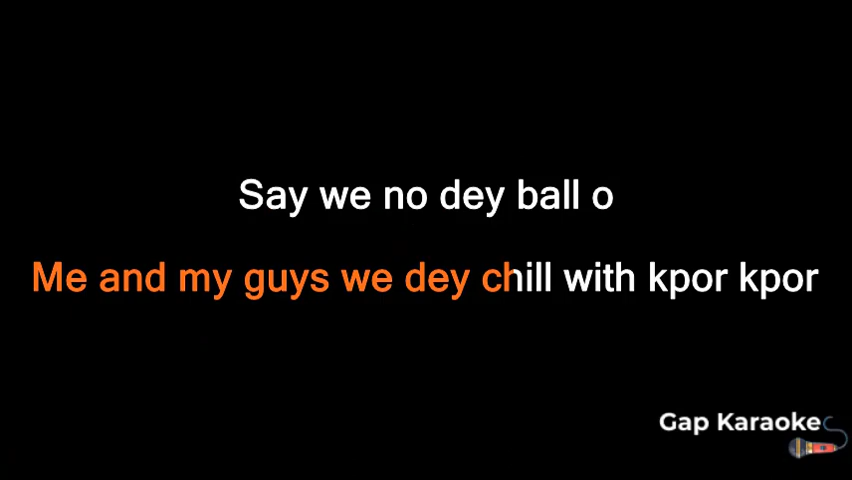 Say we no dey ball o
Me and my guys we dey chill with kpor kpor
Gap Karaoke